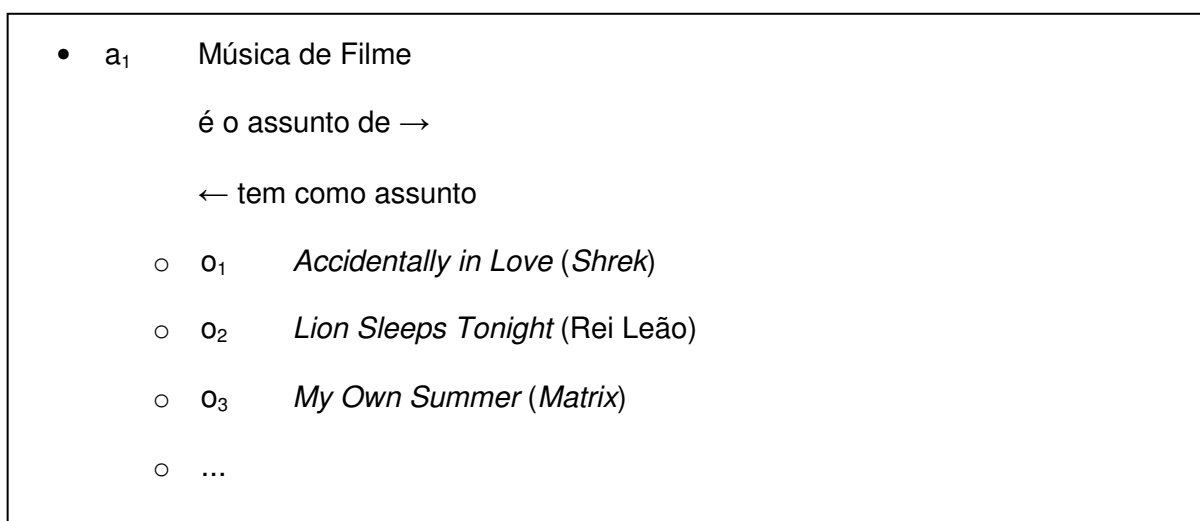 • a₁ Música de Filme
é o assunto de →
← tem como assunto
○ o₁ Accidentally in Love (Shrek)
○ o₂ Lion Sleeps Tonight (Rei Leão)
○ o₃ My Own Summer (Matrix)
○ ...